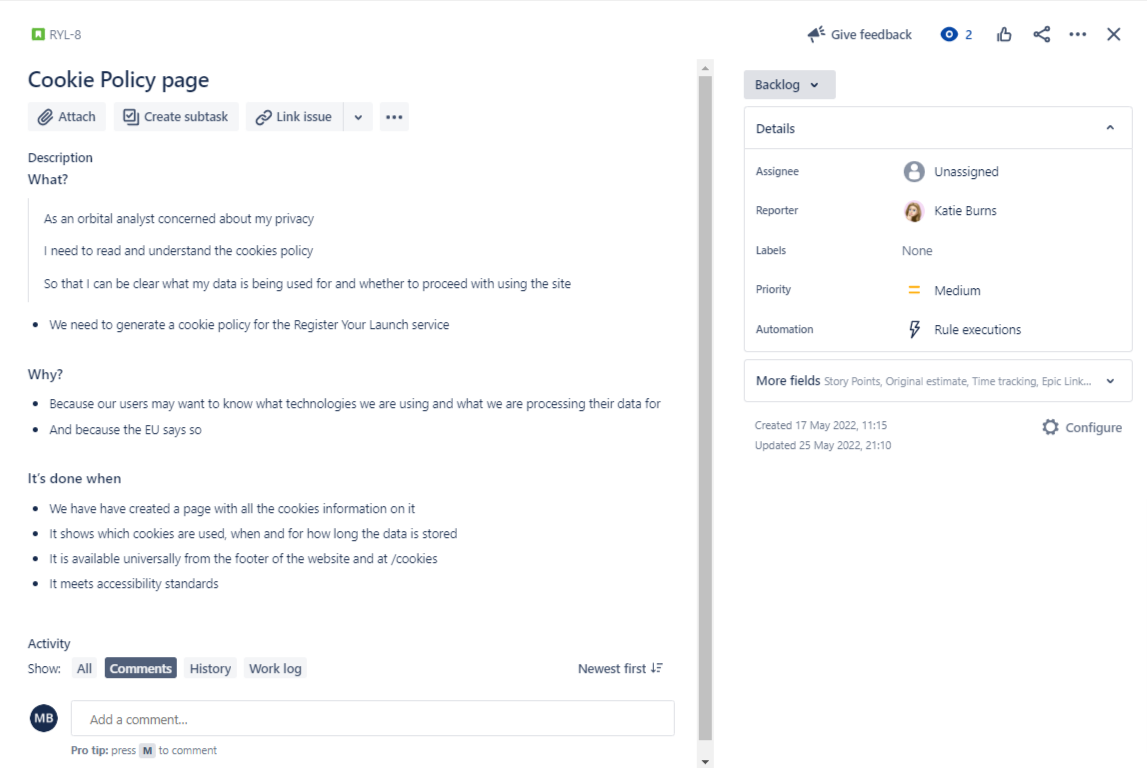 RYL-8
Give feedback
2
Cookie Policy page
Attach
Create subtask
Link issue
Description
What?
As an orbital analyst concerned about my privacy
I need to read and understand the cookies policy
So that I can be clear what my data is being used for and whether to proceed with using the site
We need to generate a cookie policy for the Register Your Launch service
Why?
Because our users may want to know what technologies we are using and what we are processing their data for
And because the EU says so
It's done when
We have have created a page with all the cookies information on it
It shows which cookies are used, when and for how long the data is stored
It is available universally from the footer of the website and at /cookies
It meets accessibility standards
Activity
Show: All Comments History Work log
Newest first
MB
Add a comment...
Pro tip: press M to comment
Backlog
Details
Assignee Unassigned
Reporter Katie Burns
Labels None
Priority Medium
Automation Rule executions
More fields Story Points, Original estimate, Time tracking, Epic Link...
Created 17 May 2022, 11:15
Configure
Updated 25 May 2022, 21:10